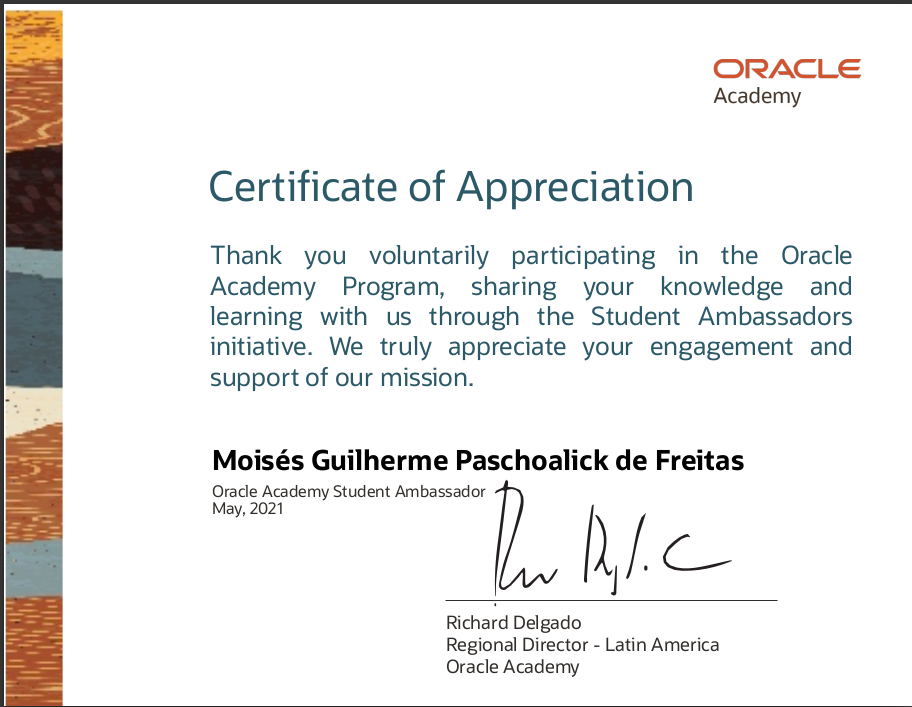 ORACLE
Academy
Certificate of Appreciation
Thank you voluntarily participating in the Oracle
Academy Program, sharing your knowledge and
learning with us through the Student Ambassadors
initiative. We truly appreciate your engagement and
support of our mission.
Moisés Guilherme Paschoalick de Freitas
Oracle Academy Student Ambassador
May, 2021
Richard Delgado
Regional Director - Latin America
Oracle Academy